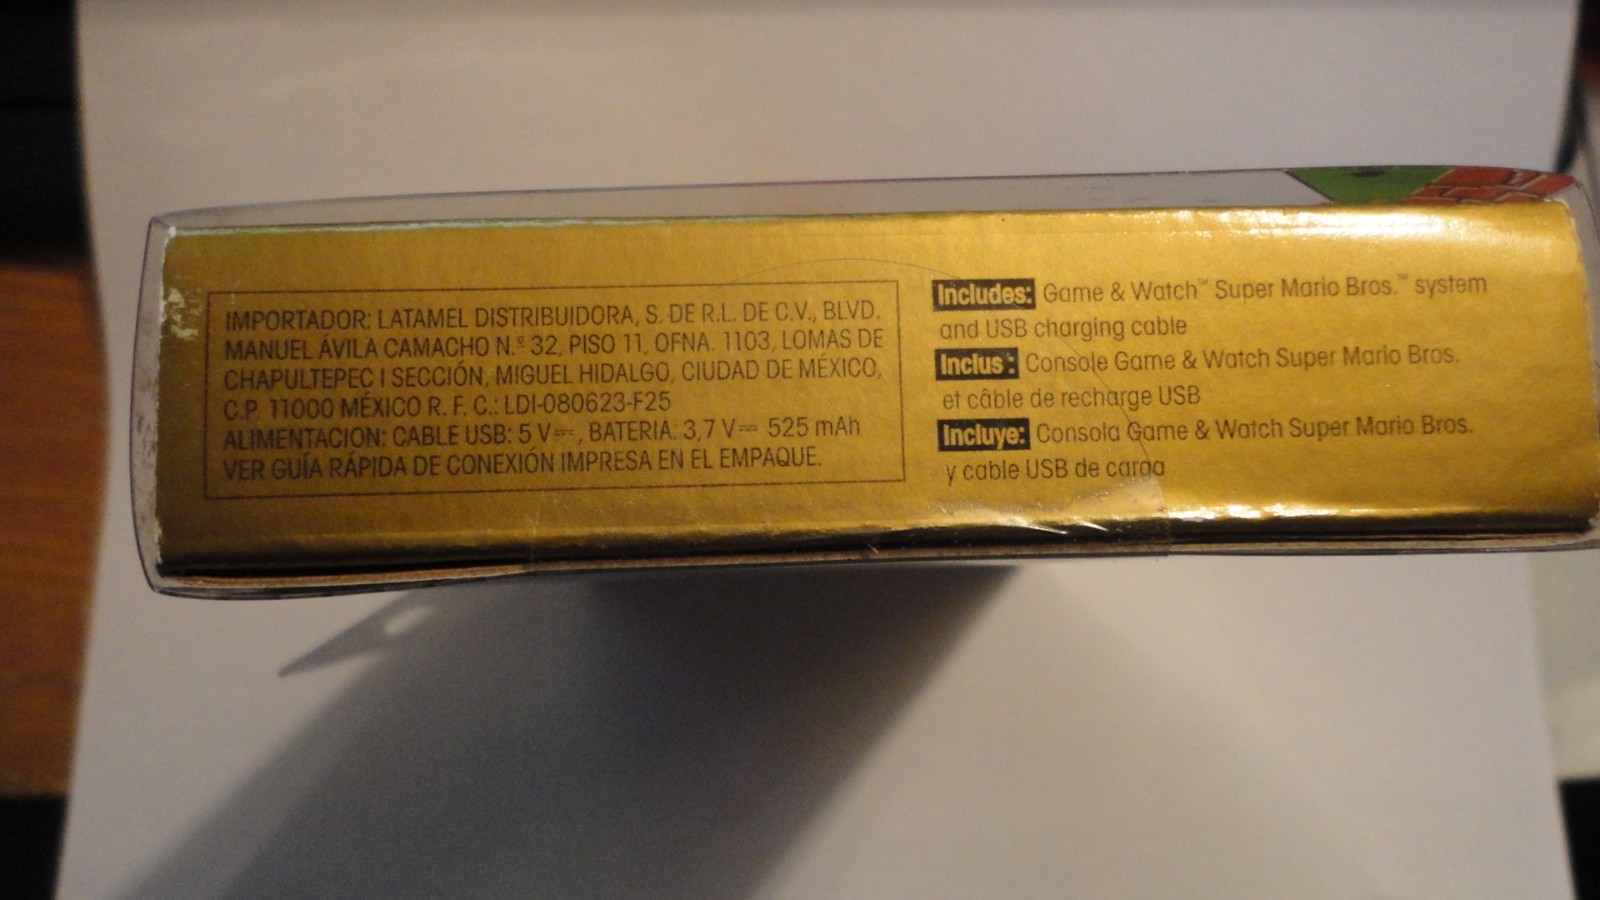 IMPORTADOR: LATAMEL DISTRIBUIDORA, S. DE R.L. DE C.V., BLVD.
MANUEL ÁVILA CAMACHO N.º 32, PISO 11, OFNA. 1103, LOMAS DE
CHAPULTEPEC I SECCIÓN, MIGUEL HIDALGO, CIUDAD DE MÉXICO,
C.P. 11000 MÉXICO R. F. C.: LDI-080623-F25
ALIMENTACION: CABLE USB: 5 V⎓, BATERIA: 3,7 V⎓ 525 mAh
VER GUÍA RÁPIDA DE CONEXIÓN IMPRESA EN EL EMPAQUE.
Includes: Game & Watch™ Super Mario Bros.™ system
and USB charging cable
Inclus : Console Game & Watch Super Mario Bros.
et câble de recharge USB
Incluye: Consola Game & Watch Super Mario Bros.
y cable USB de carga